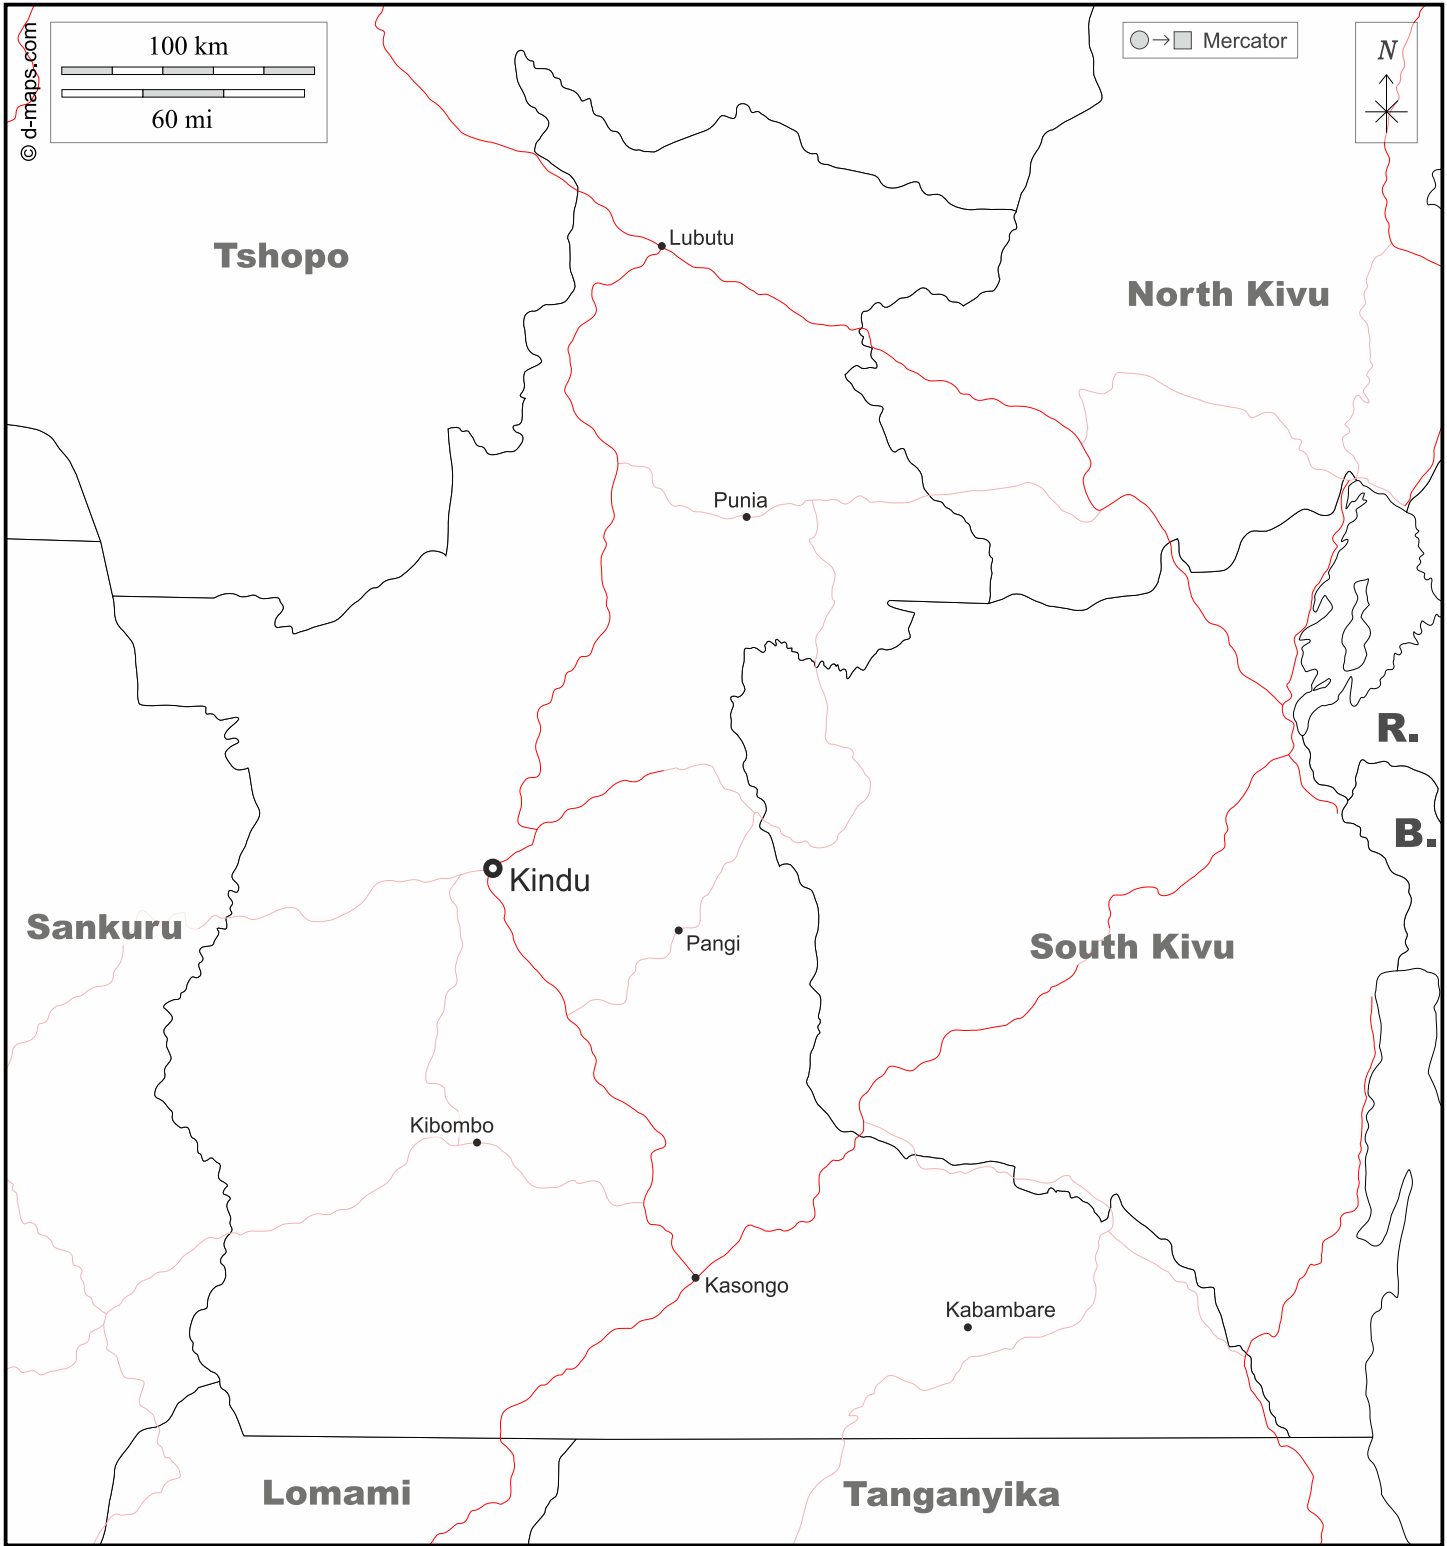 © d-maps.com
100 km
60 mi
Mercator
N
Lubutu
Tshopo
North Kivu
Punia
R.
B.
Kindu
Sankuru
Pangi
South Kivu
Kibombo
Kasongo
Kabambare
Lomami
Tanganyika